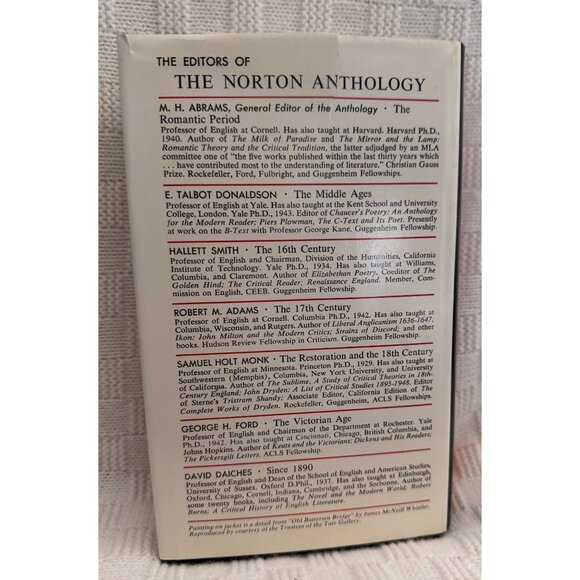 THE EDITORS OF
THE NORTON ANTHOLOGY
M. H. ABRAMS, General Editor of the Anthology · The
Romantic Period
Professor of English at Cornell. Has also taught at Harvard. Harvard Ph.D.,
1940. Author of The Milk of Paradise and The Mirror and the Lamp:
Romantic Theory and the Critical Tradition, the latter adjudged by an MLA
committee one of "the five works published within the last thirty years which
. . . have contributed most to the understanding of literature." Christian Gauss
Prize. Rockefeller, Ford, Fulbright, and Guggenheim Fellowships.
E. TALBOT DONALDSON · The Middle Ages
Professor of English at Yale. Has also taught at the Kent School and University
College, London. Yale Ph.D., 1943. Editor of Chaucer's Poetry: An Anthology
for the Modern Reader; Piers Plowman, The C-Text and Its Poet. Presently
at work on the B-Text with Professor George Kane. Guggenheim Fellowship.
HALLETT SMITH · The 16th Century
Professor of English and Chairman, Division of the Humanities, California
Institute of Technology. Yale Ph.D., 1934. Has also taught at Williams,
Columbia, and Claremont. Author of Elizabethan Poetry, Coeditor of The
Golden Hind; The Critical Reader; Renaissance England. Member, Com-
mission on English, CEEB. Guggenheim Fellowship.
ROBERT M. ADAMS · The 17th Century
Professor of English at Cornell. Columbia Ph.D., 1942. Has also taught at
Columbia, Wisconsin, and Rutgers. Author of Liberal Anglicanism 1636-1647;
Ikon: John Milton and the Modern Critics; Strains of Discord; and other
books. Hudson Review Fellowship in Criticism. Guggenheim Fellowship.
SAMUEL HOLT MONK · The Restoration and the 18th Century
Professor of English at Minnesota. Princeton Ph.D., 1929. Has also taught at
Southwestern (Memphis), Columbia, New York University, and University
of California. Author of The Sublime, A Study of Critical Theories in 18th-
Century England; John Dryden: A List of Critical Studies 1895-1948. Editor
of Sterne's Tristram Shandy; Associate Editor, California Edition of The
Complete Works of Dryden. Rockefeller, Guggenheim, ACLS Fellowships.
GEORGE H. FORD · The Victorian Age
Professor of English and Chairman of the Department at Rochester. Yale
Ph.D., 1942. Has also taught at Cincinnati, Chicago, British Columbia, and
Johns Hopkins. Author of Keats and the Victorians; Dickens and His Readers;
The Pickersgill Letters. ACLS Fellowship.
DAVID DAICHES · Since 1890
Professor of English and Dean of the School of English and American Studies,
University of Sussex. Oxford D.Phil., 1937. Has also taught at Edinburgh,
Oxford, Chicago, Cornell, Indiana, Cambridge, and the Sorbonne. Author of
some twenty books, including The Novel and the Modern World; Robert
Burns; A Critical History of English Literature.
Painting on jacket is a detail from "Old Battersea Bridge" by James McNeill Whistler.
Reproduced by courtesy of the Trustees of the Tate Gallery.